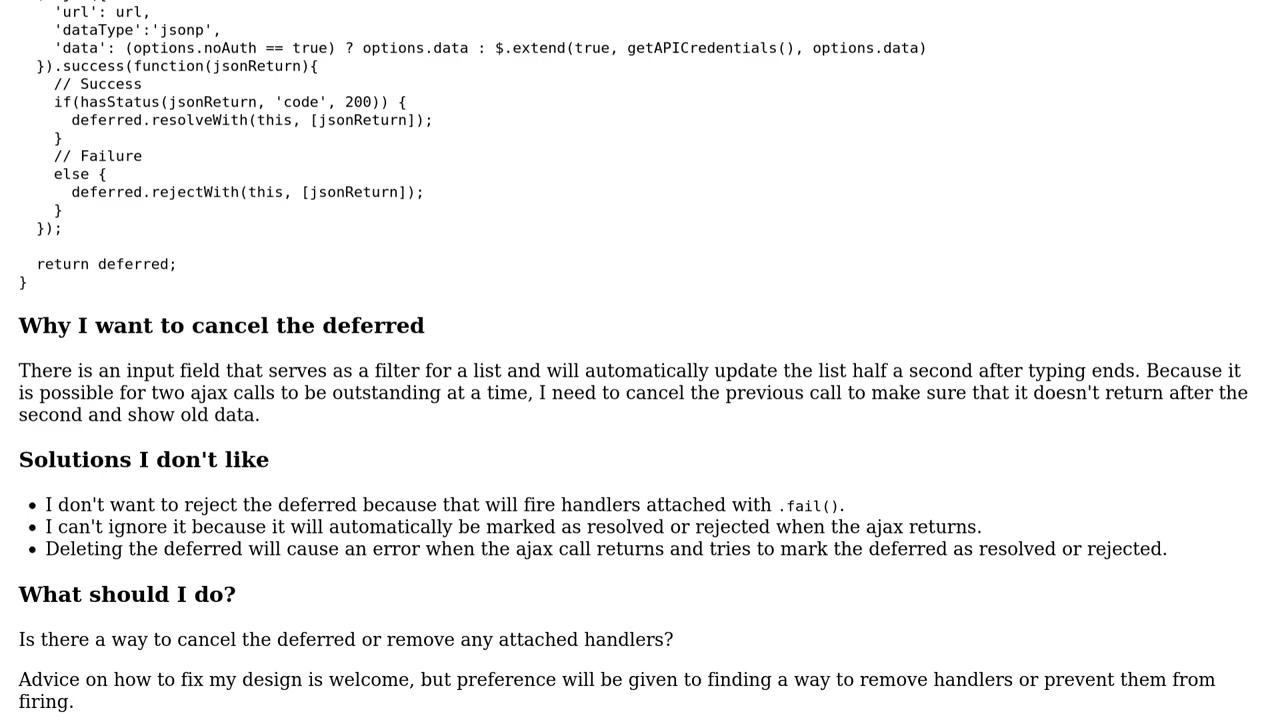 'url': url,
'dataType':'jsonp',
'data': (options.noAuth == true) ? options.data : $.extend(true, getAPICredentials(), options.data)
}).success(function(jsonReturn){
// Success
if(hasStatus(jsonReturn, 'code', 200)) {
deferred.resolveWith(this, [jsonReturn]);
}
// Failure
else {
deferred.rejectWith(this, [jsonReturn]);
}
});
return deferred;
}
Why I want to cancel the deferred
There is an input field that serves as a filter for a list and will automatically update the list half a second after typing ends. Because it
is possible for two ajax calls to be outstanding at a time, I need to cancel the previous call to make sure that it doesn't return after the
second and show old data.
Solutions I don't like
• I don't want to reject the deferred because that will fire handlers attached with .fail().
• I can't ignore it because it will automatically be marked as resolved or rejected when the ajax returns.
• Deleting the deferred will cause an error when the ajax call returns and tries to mark the deferred as resolved or rejected.
What should I do?
Is there a way to cancel the deferred or remove any attached handlers?
Advice on how to fix my design is welcome, but preference will be given to finding a way to remove handlers or prevent them from
firing.